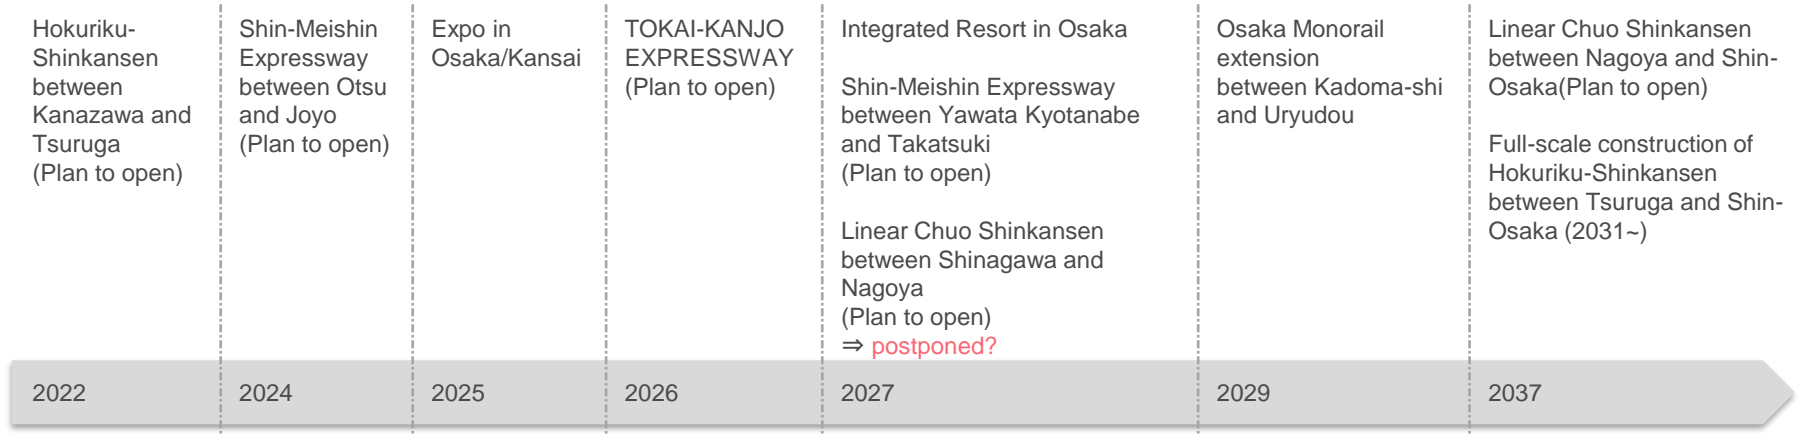 Hokuriku-
Shinkansen
between
Kanazawa and
Tsuruga
(Plan to open)
Shin-Meishin
Expressway
between Otsu
and Joyo
(Plan to open)
Expo in
Osaka/Kansai
TOKAI-KANJO
EXPRESSWAY
(Plan to open)
Integrated Resort in Osaka
Shin-Meishin Expressway
between Yawata Kyotanabe
and Takatsuki
(Plan to open)
Linear Chuo Shinkansen
between Shinagawa and
Nagoya
(Plan to open)
⇒ postponed?
Osaka Monorail
extension
between Kadoma-shi
and Uryudou
Linear Chuo Shinkansen
between Nagoya and Shin-
Osaka(Plan to open)
Full-scale construction of
Hokuriku-Shinkansen
between Tsuruga and Shin-
Osaka (2031~)
2022
2024
2025
2026
2027
2029
2037